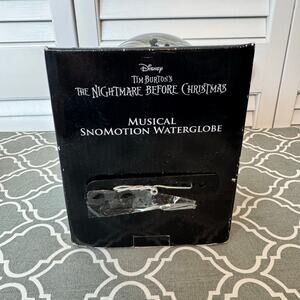 Disney
TIM BURTON'S
THE NIGHTMARE BEFORE CHRISTMAS
MUSICAL
SNOMOTION WATERGLOBE